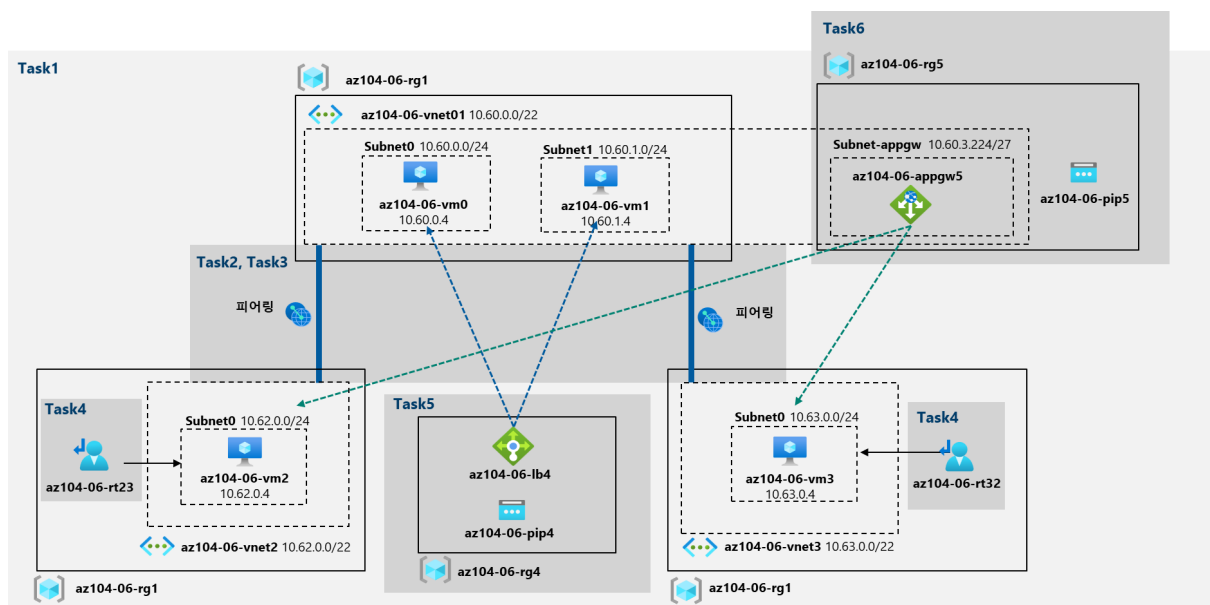 Task6
az104-06-rg5
Task1
az104-06-rg1
az104-06-vnet01 10.60.0.0/22
Subnet0 10.60.0.0/24
Subnet1 10.60.1.0/24
Subnet-appgw 10.60.3.224/27
az104-06-appgw5
az104-06-vm0
10.60.0.4
az104-06-vm1
10.60.1.4
az104-06-pip5
Task2, Task3
피어링
피어링
Task4
Subnet0 10.62.0.0/24
az104-06-rt23
az104-06-vm2
10.62.0.4
az104-06-vnet2 10.62.0.0/22
az104-06-rg1
Task5
az104-06-lb4
az104-06-pip4
az104-06-rg4
Subnet0 10.63.0.0/24
Task4
az104-06-vm3
10.63.0.4
az104-06-rt32
az104-06-vnet3 10.63.0.0/22
az104-06-rg1